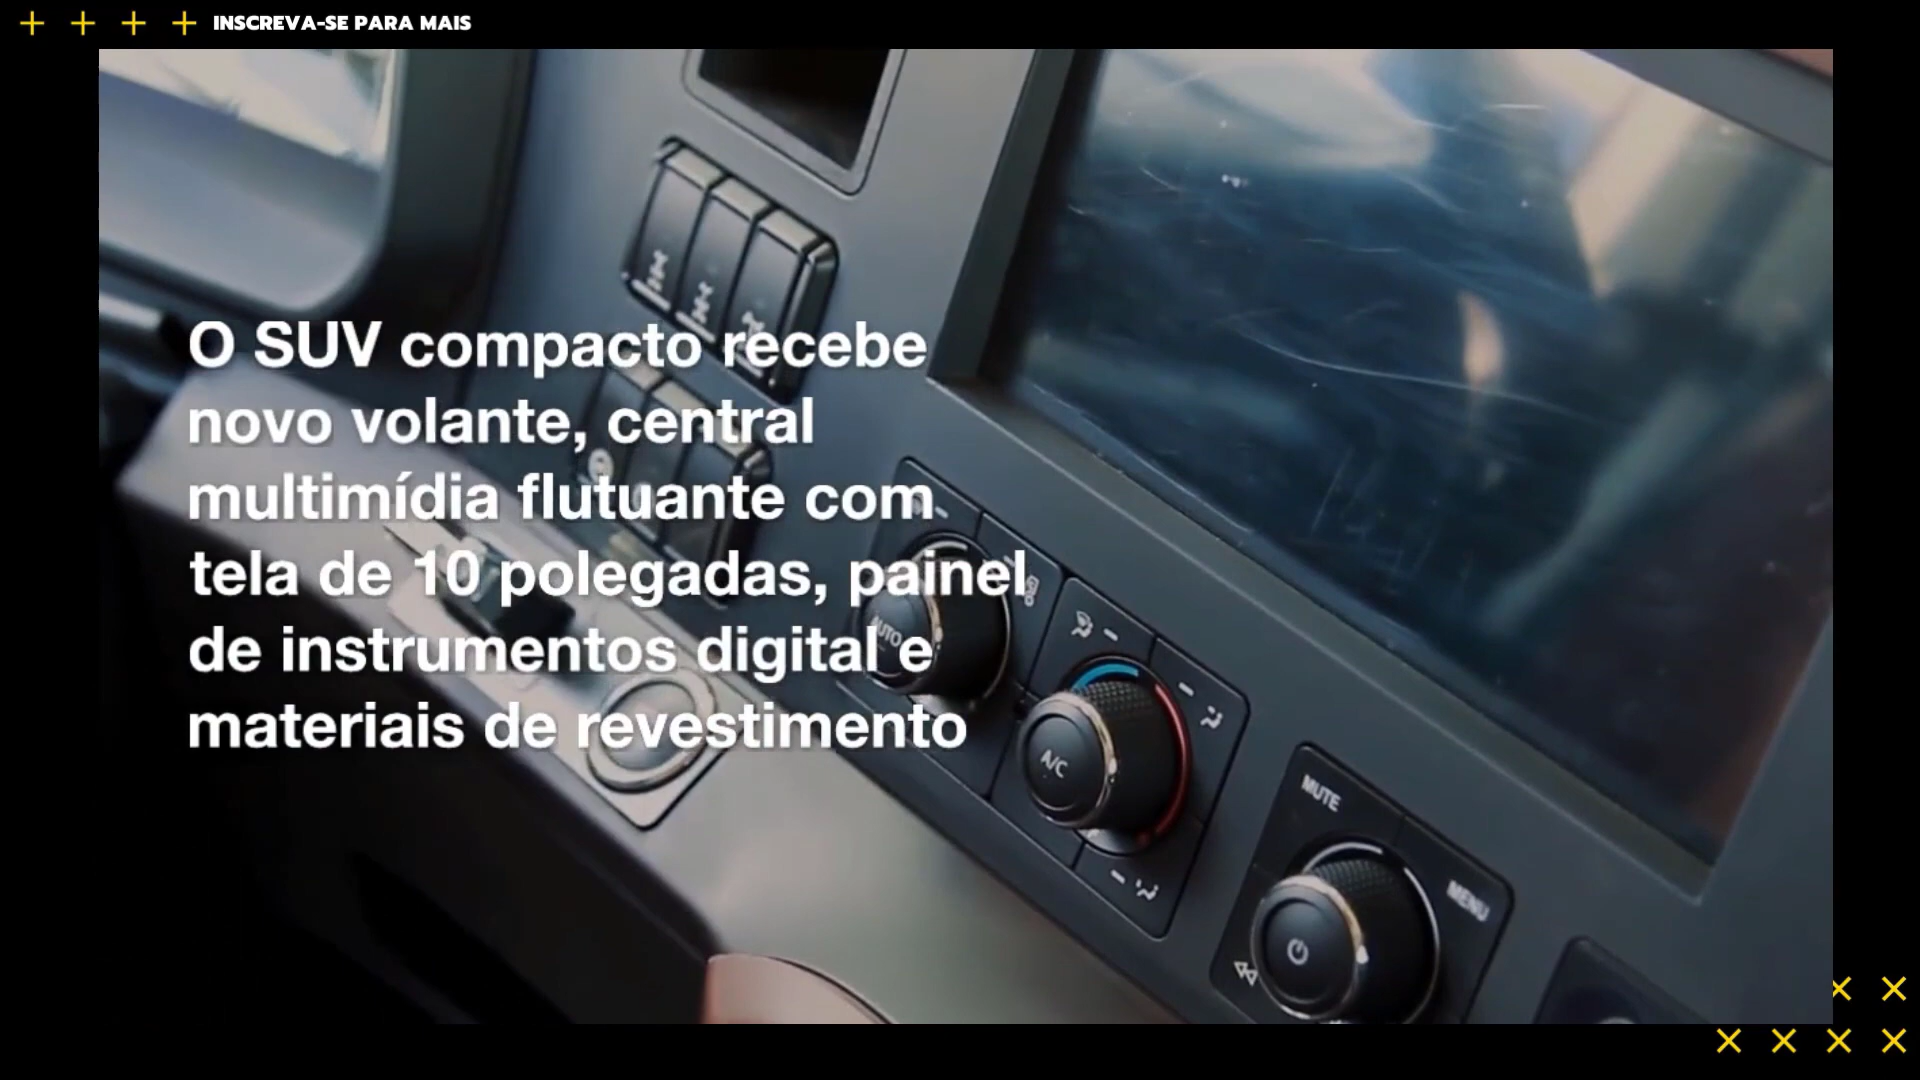 INSCREVA-SE PARA MAIS
O SUV compacto recebe
novo volante, central
multimídia flutuante com
tela de 10 polegadas, painel
de instrumentos digital e
materiais de revestimento
AUTO
A/C
MUTE
MENU